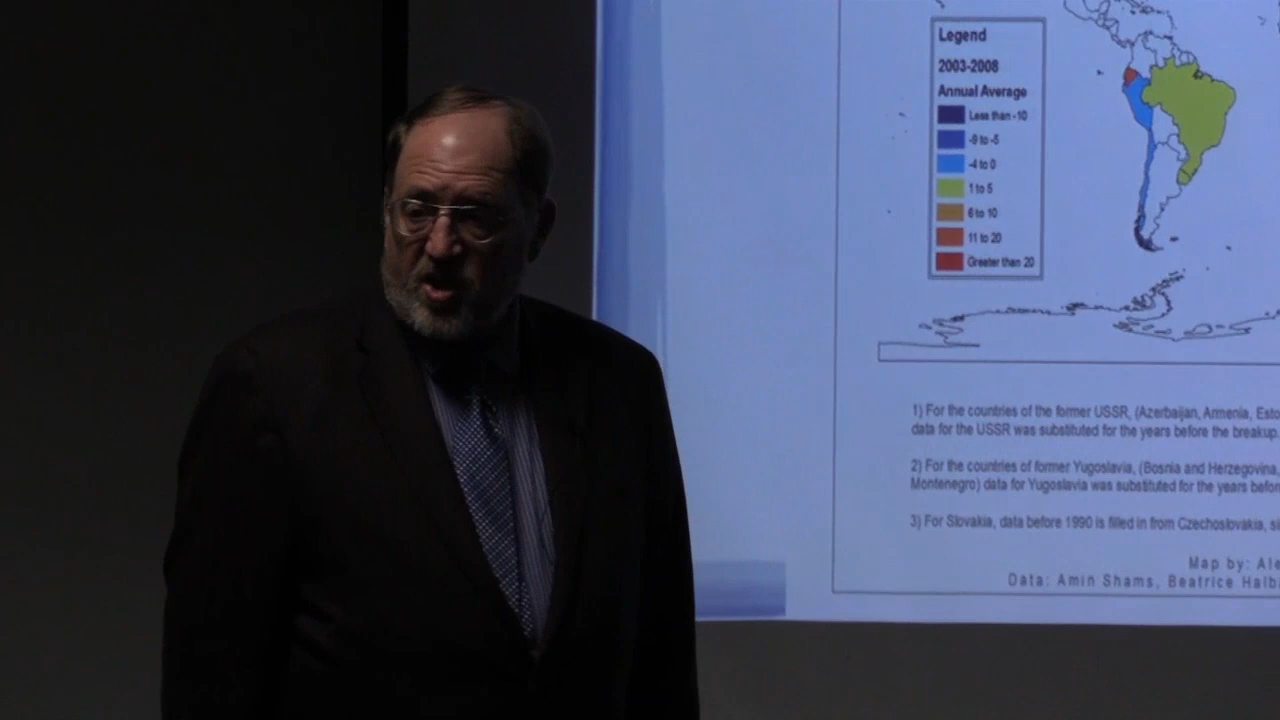 Legend
2003-2008
Annual Average
Less than -10
-9 to -5
-4 to 0
1 to 5
6 to 10
11 to 20
Greater than 20
1) For the countries of the former USSR, (Azerbaijan, Armenia, Esto
data for the USSR was substituted for the years before the breakup.
2) For the countries of former Yugoslavia, (Bosnia and Herzegovina,
Montenegro) data for Yugoslavia was substituted for the years befor
3) For Slovakia, data before 1990 is filled in from Czechoslovakia, si
Map by: Ale
Data: Amin Shams, Beatrice Halb